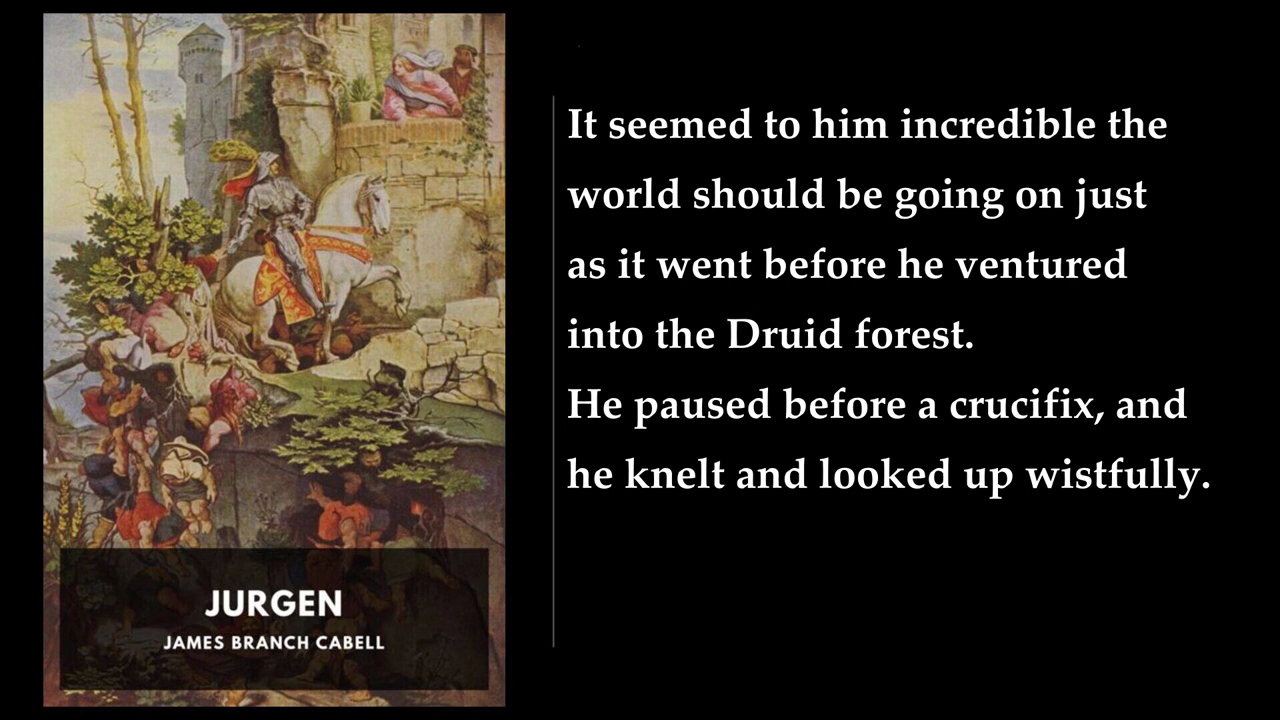 It seemed to him incredible the
world should be going on just
as it went before he ventured
into the Druid forest.
He paused before a crucifix, and
he knelt and looked up wistfully.
JURGEN
JAMES BRANCH CABELL